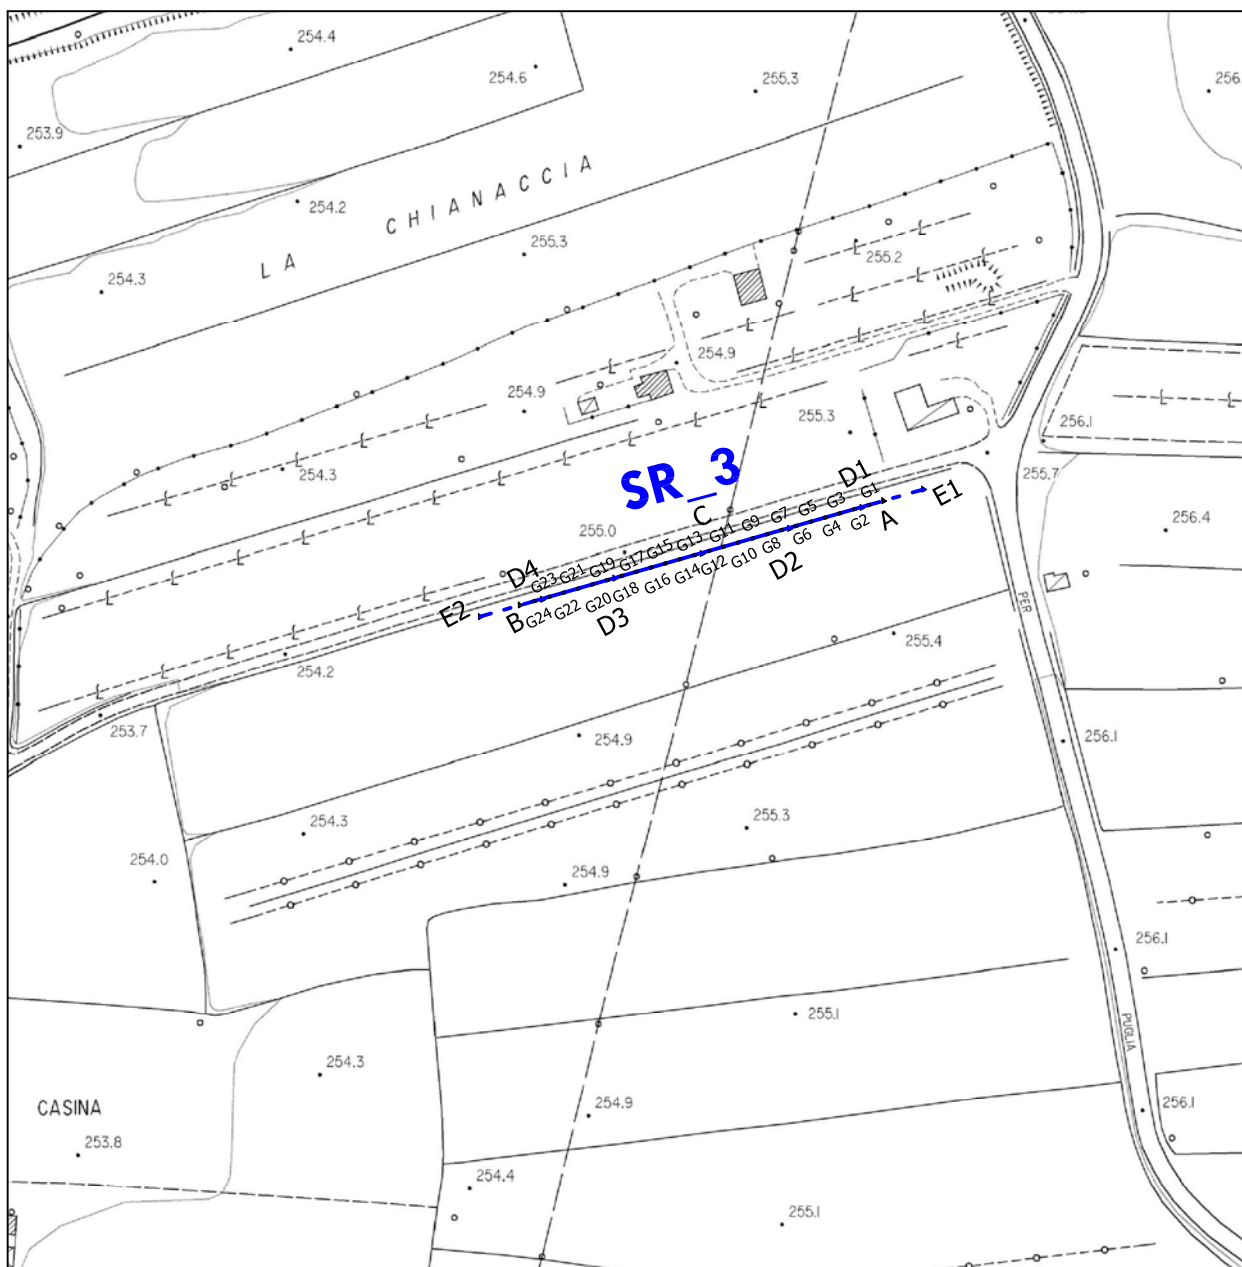 254.4
254.6
255.3
256.
253.9
LA CHIANACCIA
254.2
255.3
255.2
254.3
254.9
254.9
255.3
256.1
254.3
SR_3
D1
255.7
G1
E1
G3
A
C
G5
G2
G7
G4
256.4
G9
G6
G11
G8
255.0
G13
G10
G15
G12
D2
G17
G14
G19
G16
D4
G21
G18
G23
G20
E2
B
G24
G22
D3
PER
255.4
254.2
253.7
254.9
256.1
254.3
255.3
254.0
254.9
256.1
255.1
PUGLIA
254.3
CASINA
254.9
256.1
253.8
254.4
255.1